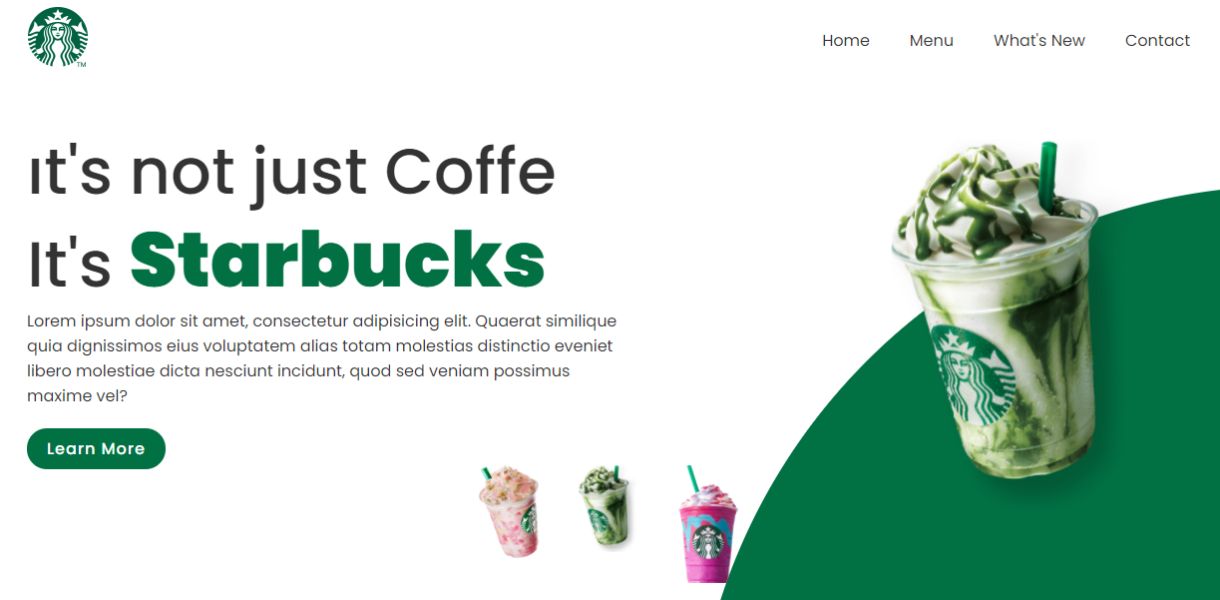 Home Menu What's New Contact
ıt's not just Coffe
It's Starbucks
Lorem ipsum dolor sit amet, consectetur adipisicing elit. Quaerat similique
quia dignissimos eius voluptatem alias totam molestias distinctio eveniet
libero molestiae dicta nesciunt incidunt, quod sed veniam possimus
maxime vel?
Learn More
TM